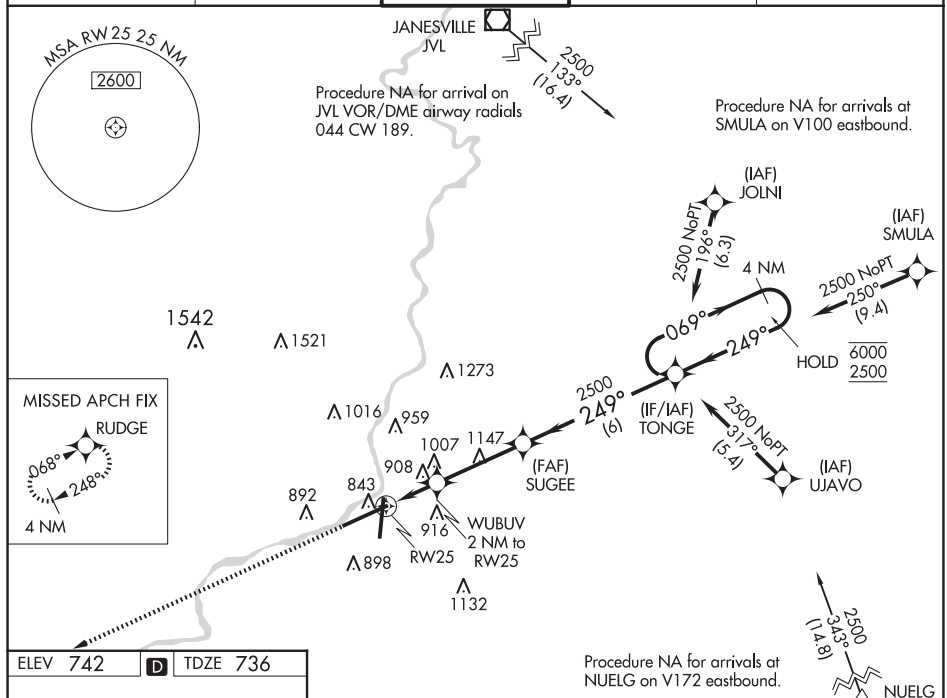 MSA RW 25 25 NM
2600
JANESVILLE
JVL
2500
133°
(16.4)
Procedure NA for arrival on
JVL VOR/DME airway radials
044 CW 189.
Procedure NA for arrivals at
SMULA on V100 eastbound.
(IAF)
JOLNI
2500 NoPT
196°
(6.3)
(IAF)
SMULA
2500 NoPT
250°
(9.4)
4 NM
069°
249°
HOLD
6000
2500
1542
1521
1273
1016
959
1007
1147
908
892
843
916
898
1132
2500
249°
(6)
(IF/IAF)
TONGE
(FAF)
SUGEE
2500 NoPT
317°
(5.4)
(IAF)
UJAVO
WUBUV
2 NM to
RW25
RW25
MISSED APCH FIX
RUDGE
068°
248°
4 NM
2500
343°
(14.8)
NUELG
Procedure NA for arrivals at
NUELG on V172 eastbound.
ELEV 742 D TDZE 736